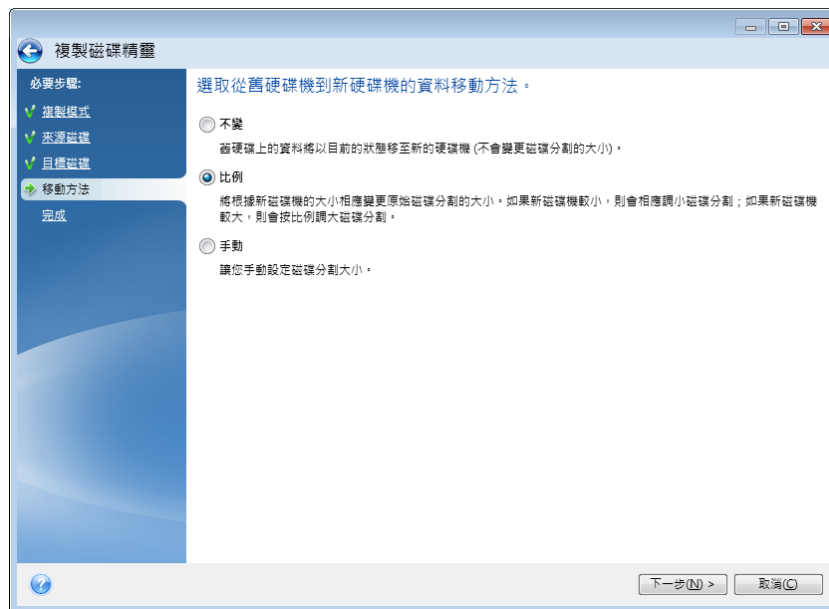 複製磁碟精靈
必要步驟:
複製模式
來源磁碟
目標磁碟
移動方法
完成
選取從舊硬碟機到新硬碟機的資料移動方法。
不變
舊硬碟上的資料將以目前的狀態移至新的硬碟機 (不會變更磁碟分割的大小)。
比例
將根據新磁碟機的大小相應變更原始磁碟分割的大小。如果新磁碟機較小，則會相應調小磁碟分割；如果新磁碟機
較大，則會按比例調大磁碟分割。
手動
讓您手動設定磁碟分割大小。
下一步(N) >
取消(C)